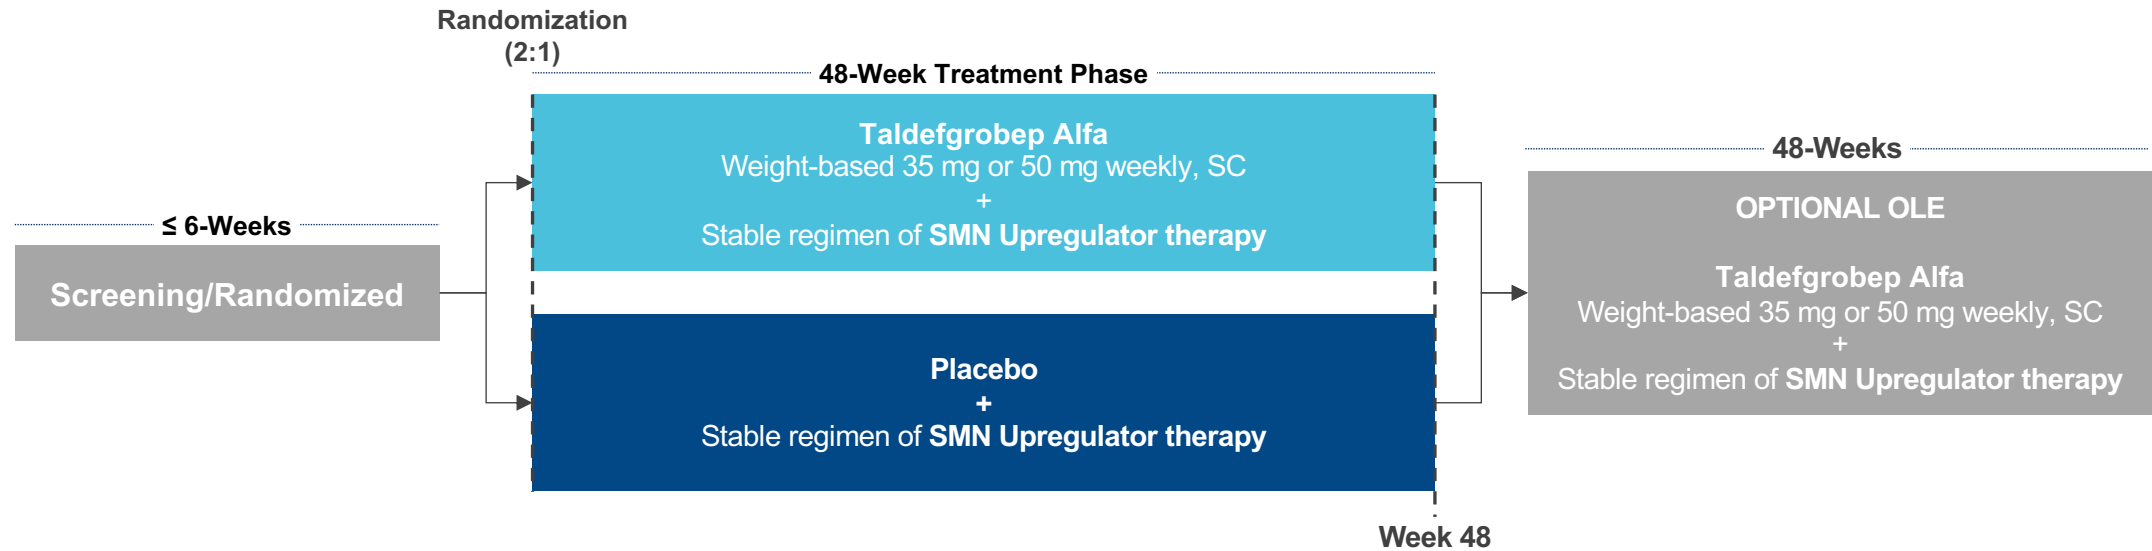 Randomization
(2:1)
48-Week Treatment Phase
Taldefgrobep Alfa
Weight-based 35 mg or 50 mg weekly, SC
+
Stable regimen of SMN Upregulator therapy
≤ 6-Weeks
Screening/Randomized
Placebo
+
Stable regimen of SMN Upregulator therapy
Week 48
48-Weeks
OPTIONAL OLE
Taldefgrobep Alfa
Weight-based 35 mg or 50 mg weekly, SC
+
Stable regimen of SMN Upregulator therapy